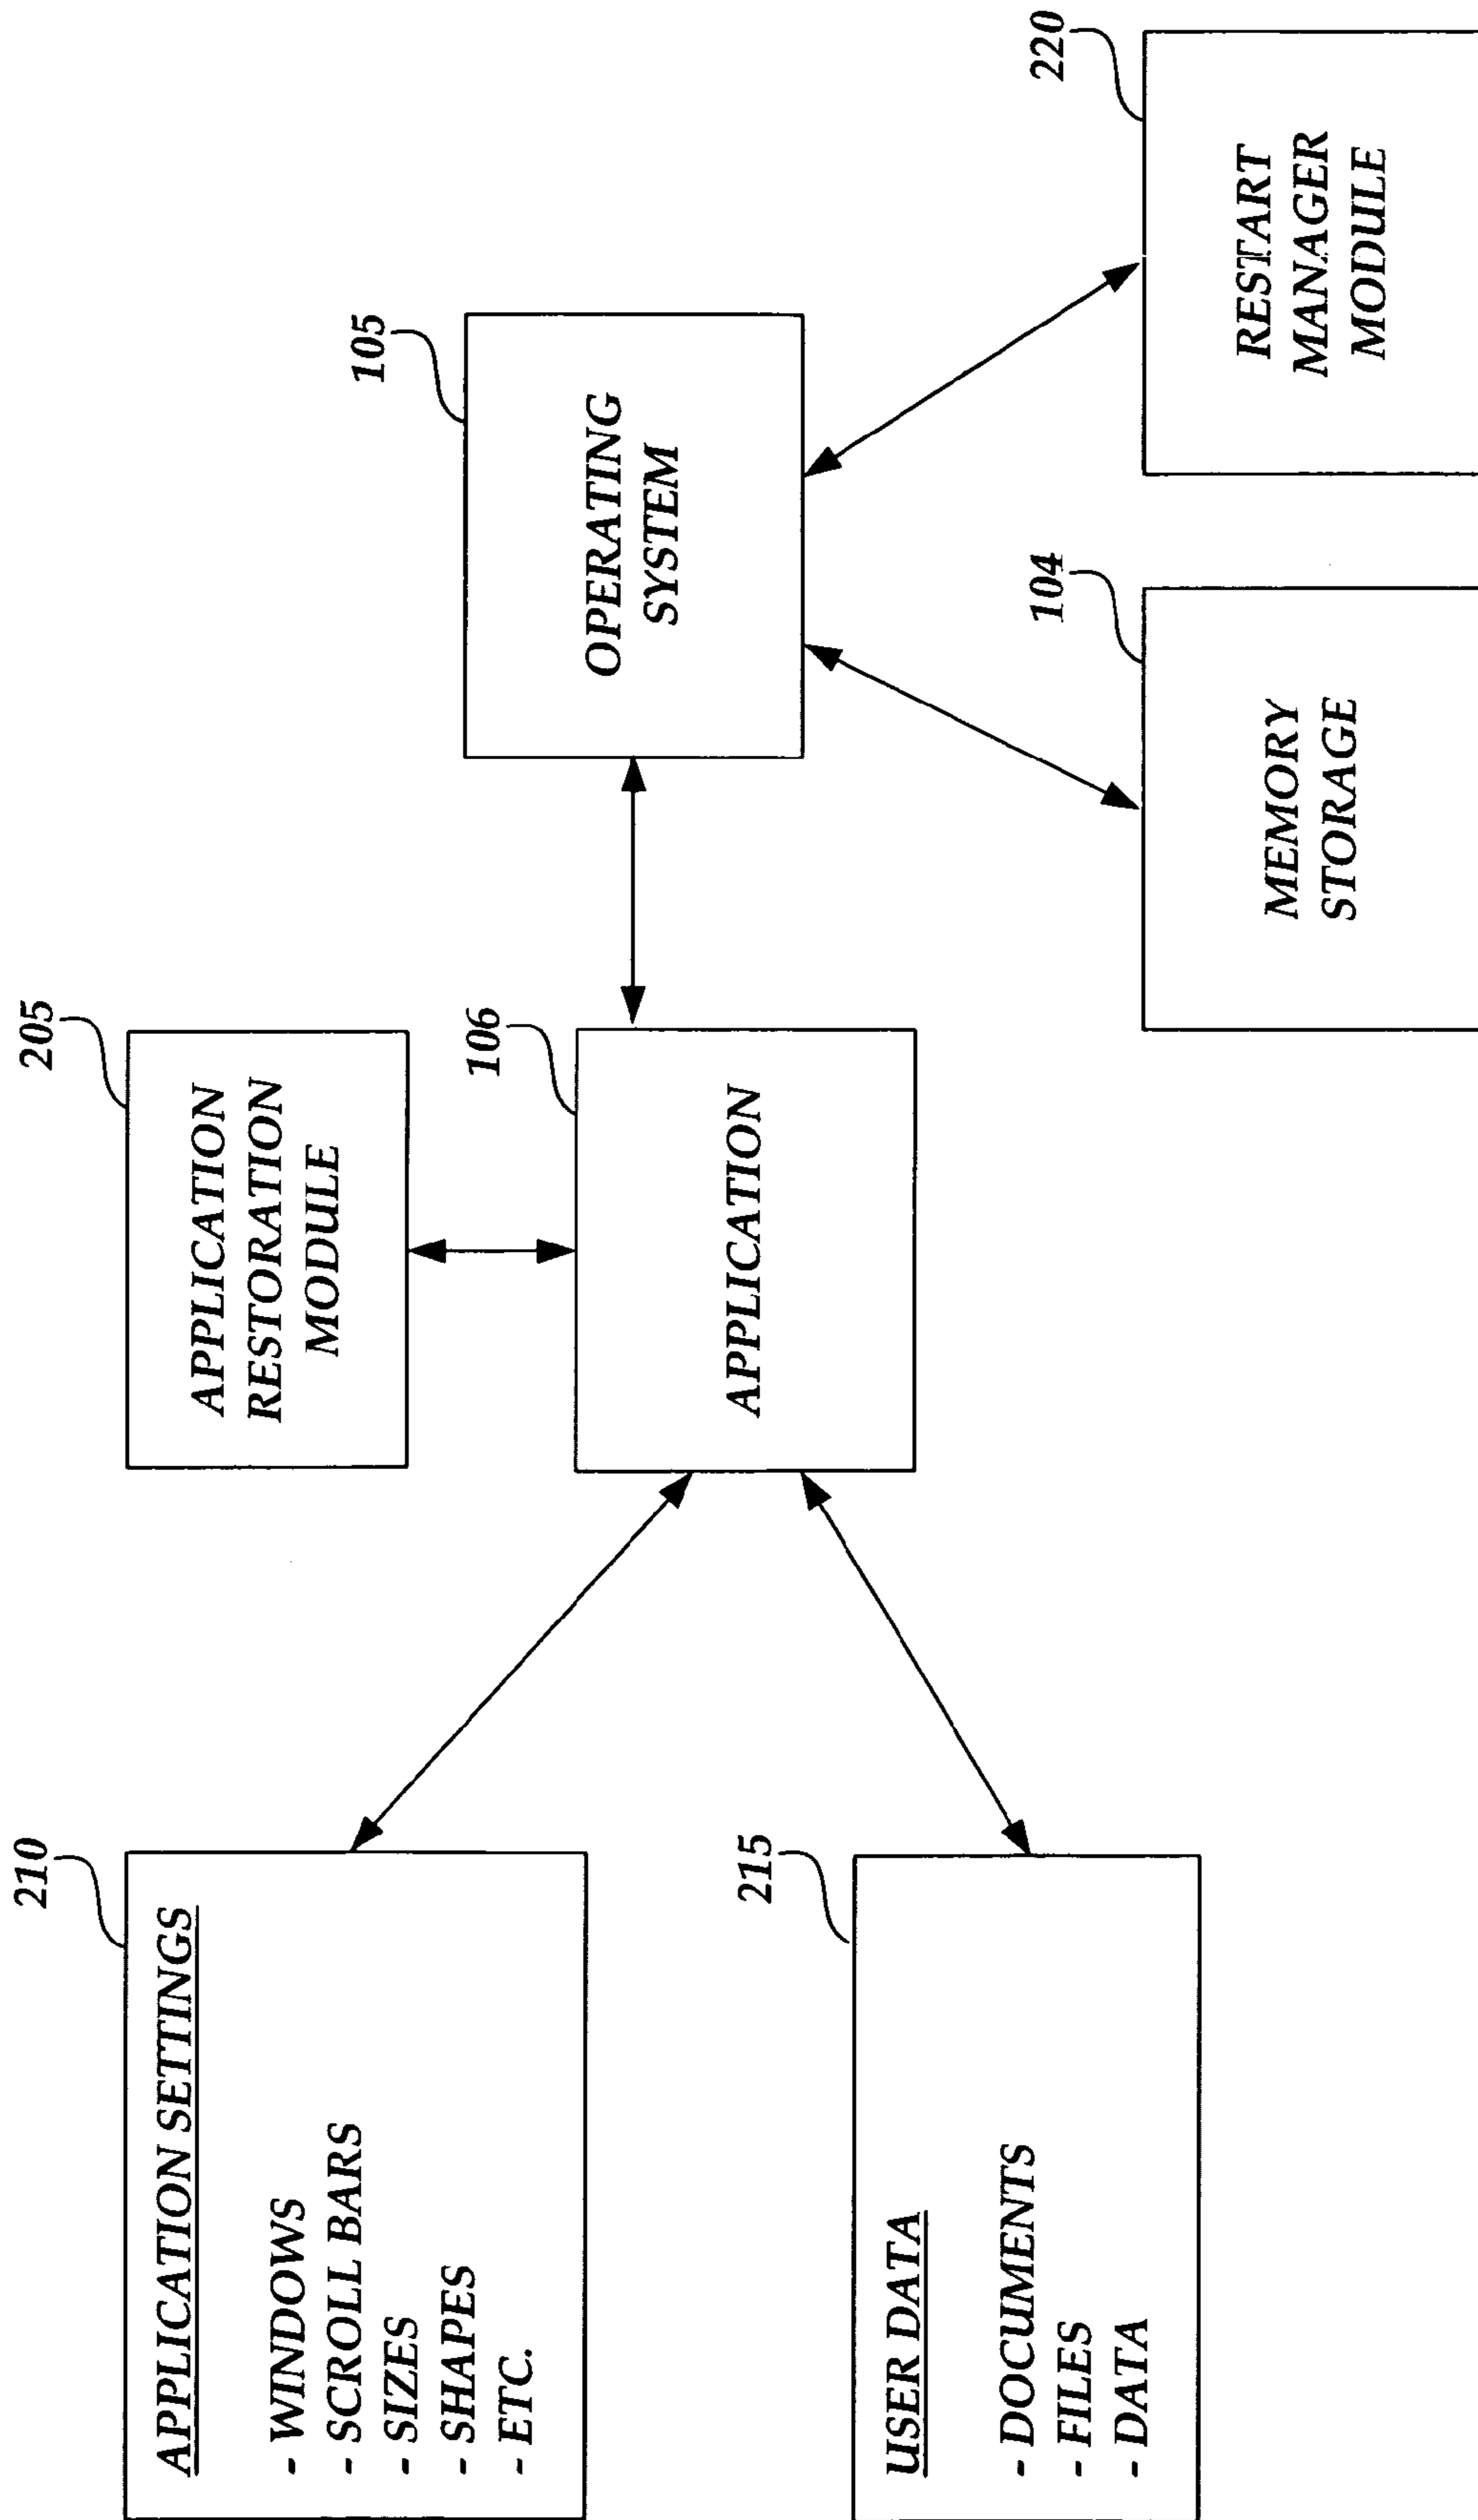 210
APPLICATION SETTINGS
- WINDOWS
- SCROLL BARS
- SIZES
- SHAPES
- ETC.
215
USER DATA
- DOCUMENTS
- FILES
- DATA
205
APPLICATION
RESTORATION
MODULE
106
APPLICATION
105
OPERATING
SYSTEM
104
MEMORY
STORAGE
220
RESTART
MANAGER
MODULE